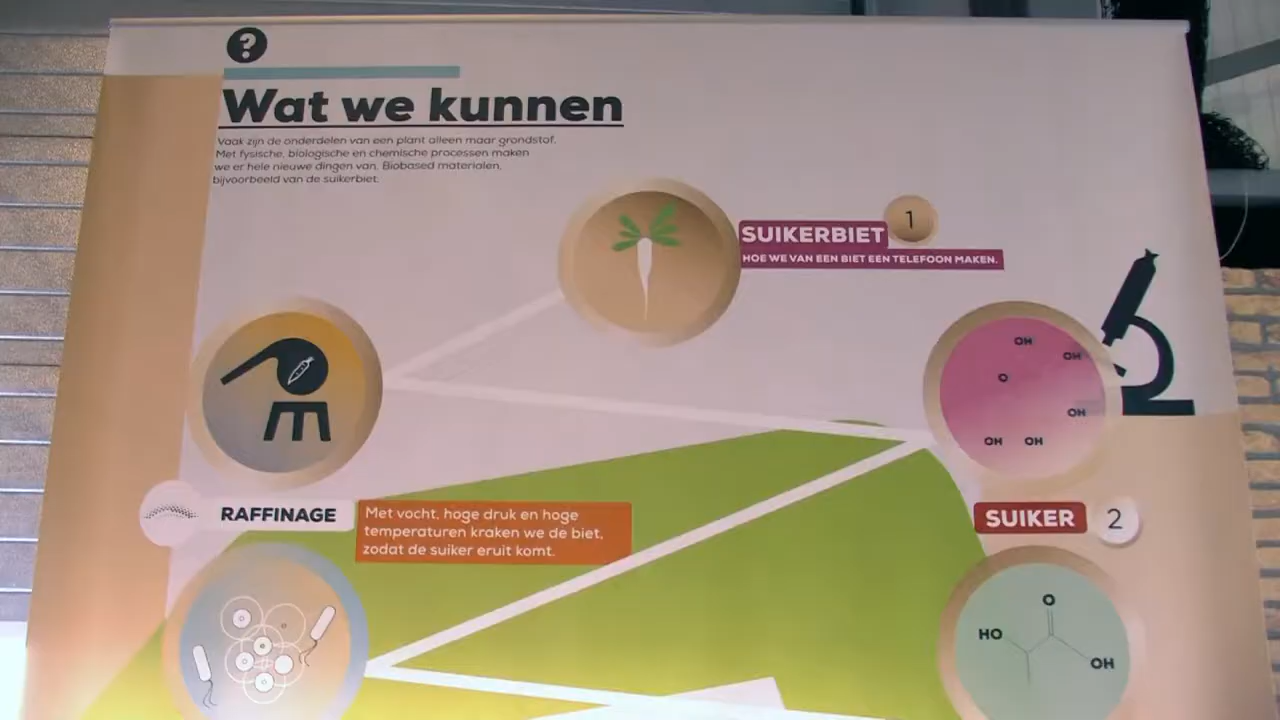 ?
Wat we kunnen
Vaak zijn de onderdelen van een plant alleen maar grondstof.
Met fysische, biologische en chemische processen maken
we er hele nieuwe dingen van. Biobased materialen,
bijvoorbeeld van de suikerbiet.
SUIKERBIET 1
HOE WE VAN EEN BIET EEN TELEFOON MAKEN.
OH
OH
O
OH
OH OH
RAFFINAGE
Met vocht, hoge druk en hoge
temperaturen kraken we de biet,
zodat de suiker eruit komt.
SUIKER 2
O
HO
OH